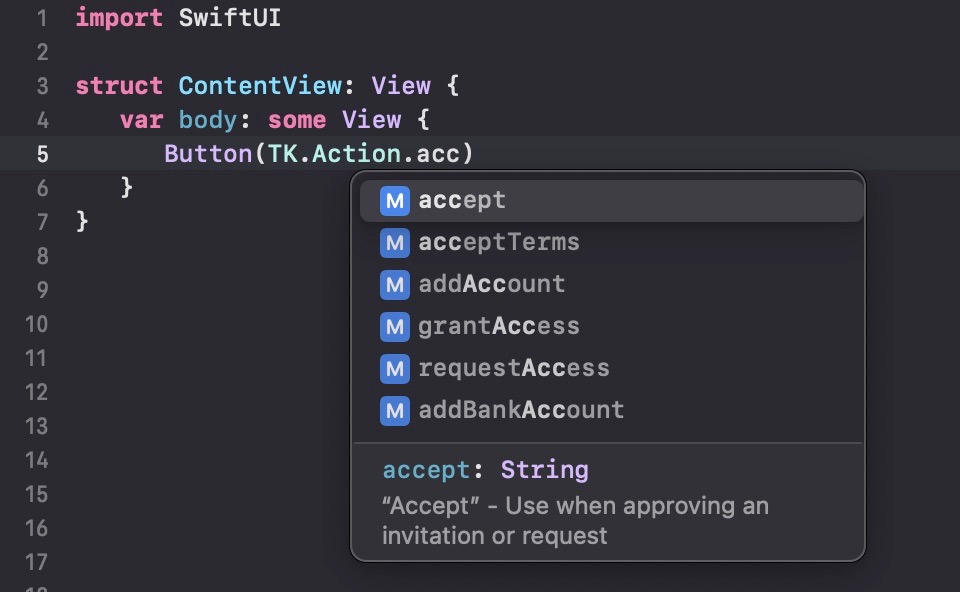 1 import SwiftUI
2
3 struct ContentView: View {
4 var body: some View {
5 Button(TK.Action.acc)
6 }
7 }
8
9
10
11
12
13
14
15
16
17
M accept
M acceptTerms
M addAccount
M grantAccess
M requestAccess
M addBankAccount
accept: String
“Accept” - Use when approving an
invitation or request